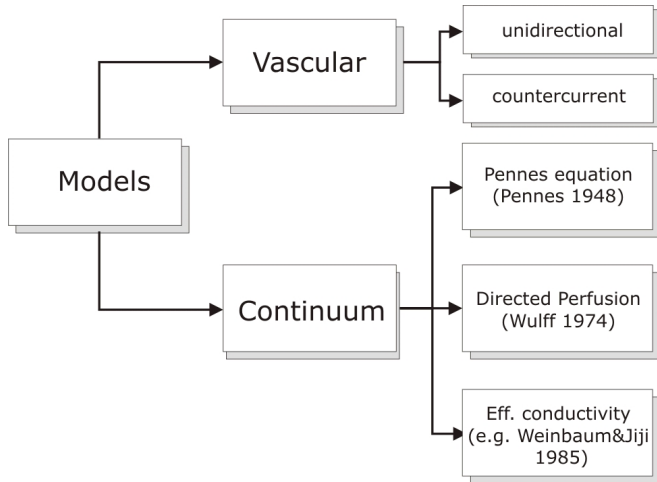 Models
Vascular
unidirectional
countercurrent
Continuum
Pennes equation
(Pennes 1948)
Directed Perfusion
(Wulff 1974)
Eff. conductivity
(e.g. Weinbaum&Jiji
1985)